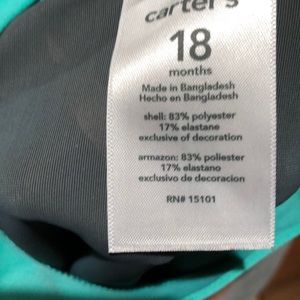 carter's
18
months
Made in Bangladesh
Hecho en Bangladesh
shell: 83% polyester
17% elastane
exclusive of decoration
armazon: 83% poliester
17% elastano
exclusivo de decoracion
RN# 15101